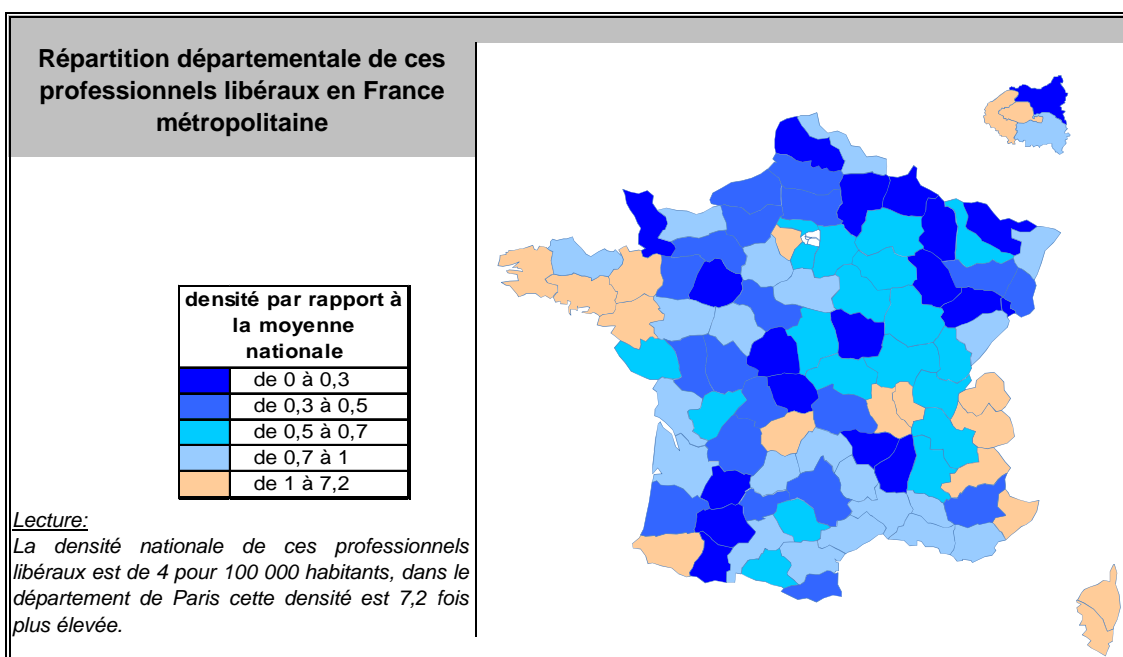 Répartition départementale de ces
professionnels libéraux en France
métropolitaine
densité par rapport à
la moyenne
nationale
de 0 à 0,3
de 0,3 à 0,5
de 0,5 à 0,7
de 0,7 à 1
de 1 à 7,2
Lecture:
La densité nationale de ces professionnels
libéraux est de 4 pour 100 000 habitants, dans le
département de Paris cette densité est 7,2 fois
plus élevée.